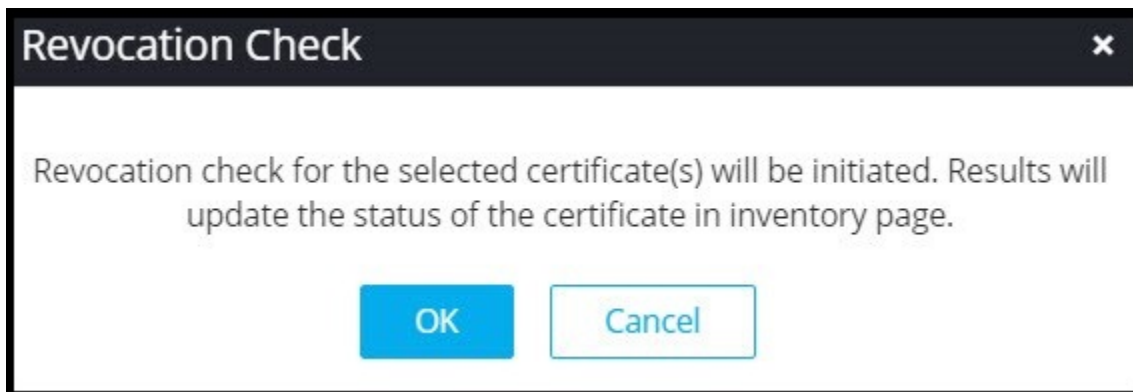 Revocation Check
Revocation check for the selected certificate(s) will be initiated. Results will
update the status of the certificate in inventory page.
OK Cancel